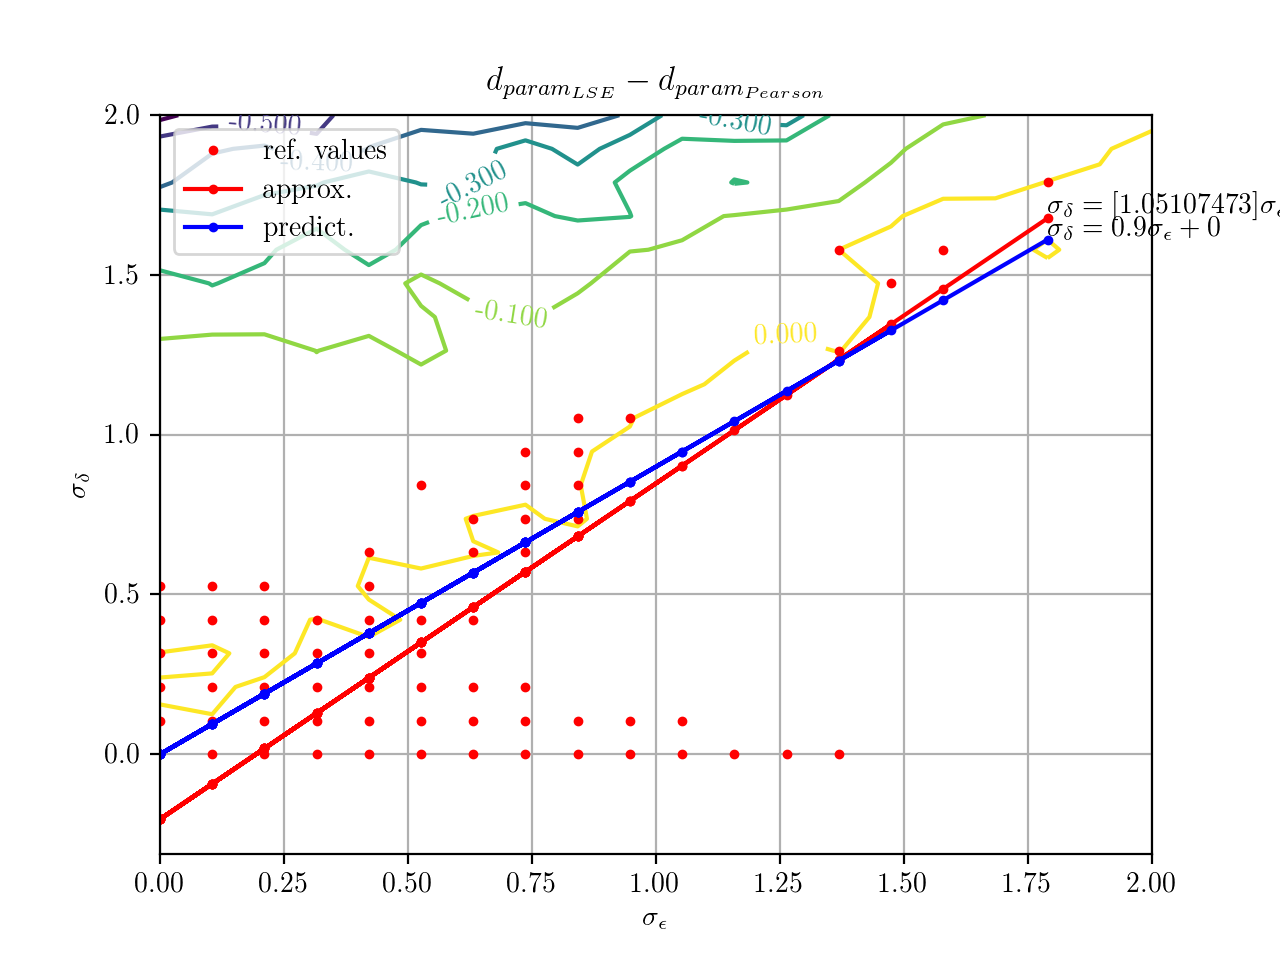 d_{param_{LSE}} − d_{param_{Pearson}}
2.0
1.5
1.0
0.5
0.0
σ_δ
-0.500
-0.400
-0.300
-0.200
-0.300
-0.100
0.000
ref. values
approx.
predict.
σ_δ = [1.05107473]σ_ϵ
σ_δ = 0.9σ_ϵ + 0
0.00 0.25 0.50 0.75 1.00 1.25 1.50 1.75 2.00
σ_ϵ